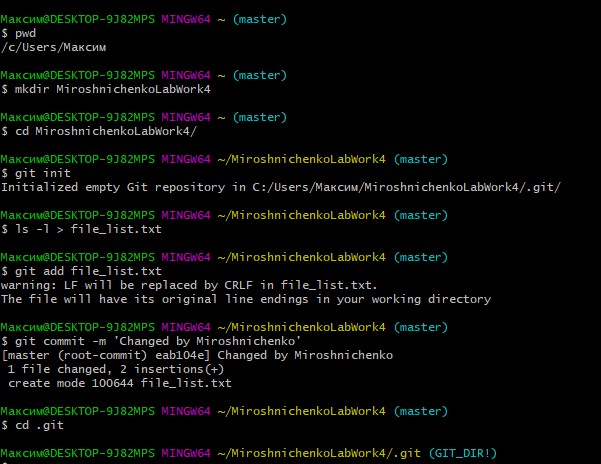 Максим@DESKTOP-9J82MPS MINGW64 ~ (master)
$ pwd
/c/Users/Максим
Максим@DESKTOP-9J82MPS MINGW64 ~ (master)
$ mkdir MiroshnichenkoLabWork4
Максим@DESKTOP-9J82MPS MINGW64 ~ (master)
$ cd MiroshnichenkoLabWork4/
Максим@DESKTOP-9J82MPS MINGW64 ~/MiroshnichenkoLabWork4 (master)
$ git init
Initialized empty Git repository in C:/Users/Максим/MiroshnichenkoLabWork4/.git/
Максим@DESKTOP-9J82MPS MINGW64 ~/MiroshnichenkoLabWork4 (master)
$ ls -l > file_list.txt
Максим@DESKTOP-9J82MPS MINGW64 ~/MiroshnichenkoLabWork4 (master)
$ git add file_list.txt
warning: LF will be replaced by CRLF in file_list.txt.
The file will have its original line endings in your working directory
Максим@DESKTOP-9J82MPS MINGW64 ~/MiroshnichenkoLabWork4 (master)
$ git commit -m 'Changed by Miroshnichenko'
[master (root-commit) eab104e] Changed by Miroshnichenko
 1 file changed, 2 insertions(+)
 create mode 100644 file_list.txt
Максим@DESKTOP-9J82MPS MINGW64 ~/MiroshnichenkoLabWork4 (master)
$ cd .git
Максим@DESKTOP-9J82MPS MINGW64 ~/MiroshnichenkoLabWork4/.git (GIT_DIR!)